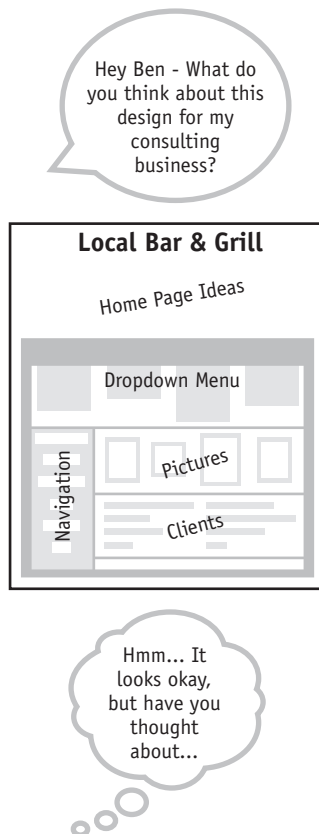 Hey Ben - What do
you think about this
design for my
consulting
business?
Local Bar & Grill
Home Page Ideas
Dropdown Menu
Navigation
Pictures
Clients
Hmm... It
looks okay,
but have you
thought
about...